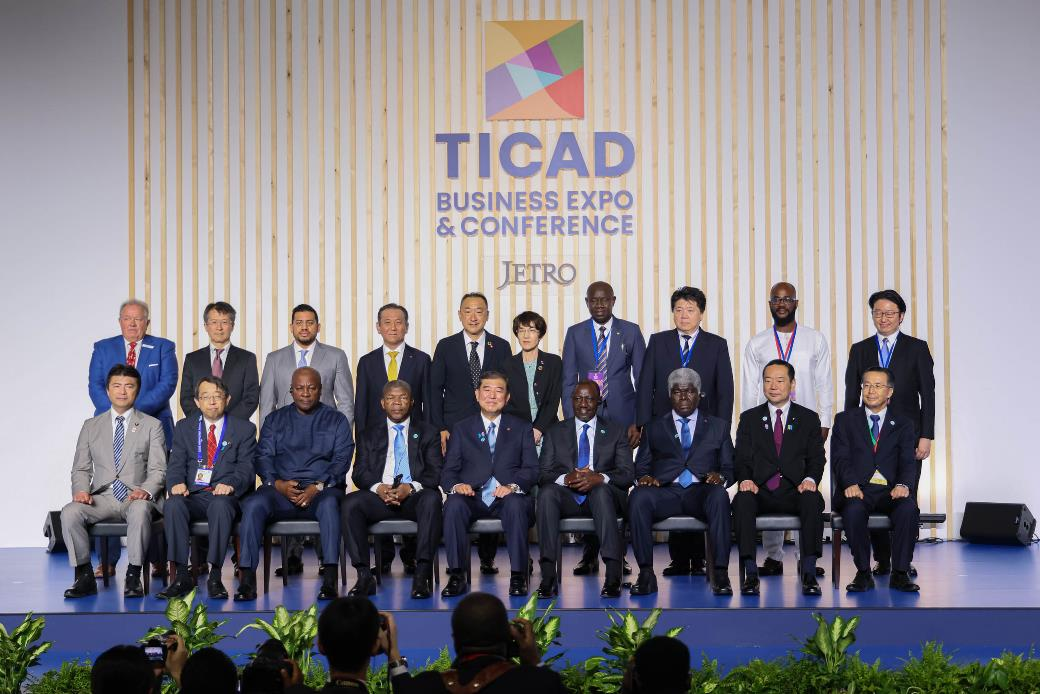 TICAD
BUSINESS EXPO
& CONFERENCE
JETRO